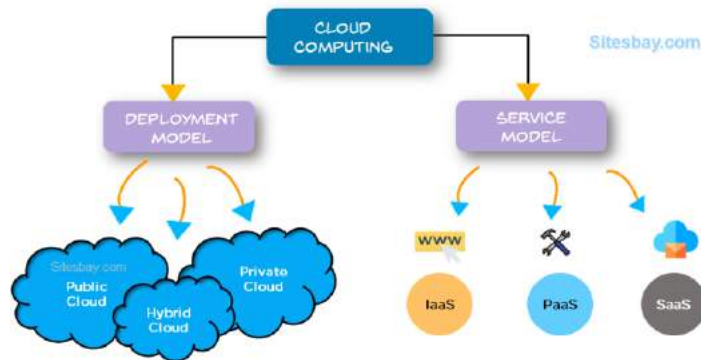 CLOUD
COMPUTING
Sitesbay.com
DEPLOYMENT
MODEL
SERVICE
MODEL
Sitesbay.com
Public
Cloud
Hybrid
Cloud
Private
Cloud
WWW
IaaS
PaaS
SaaS